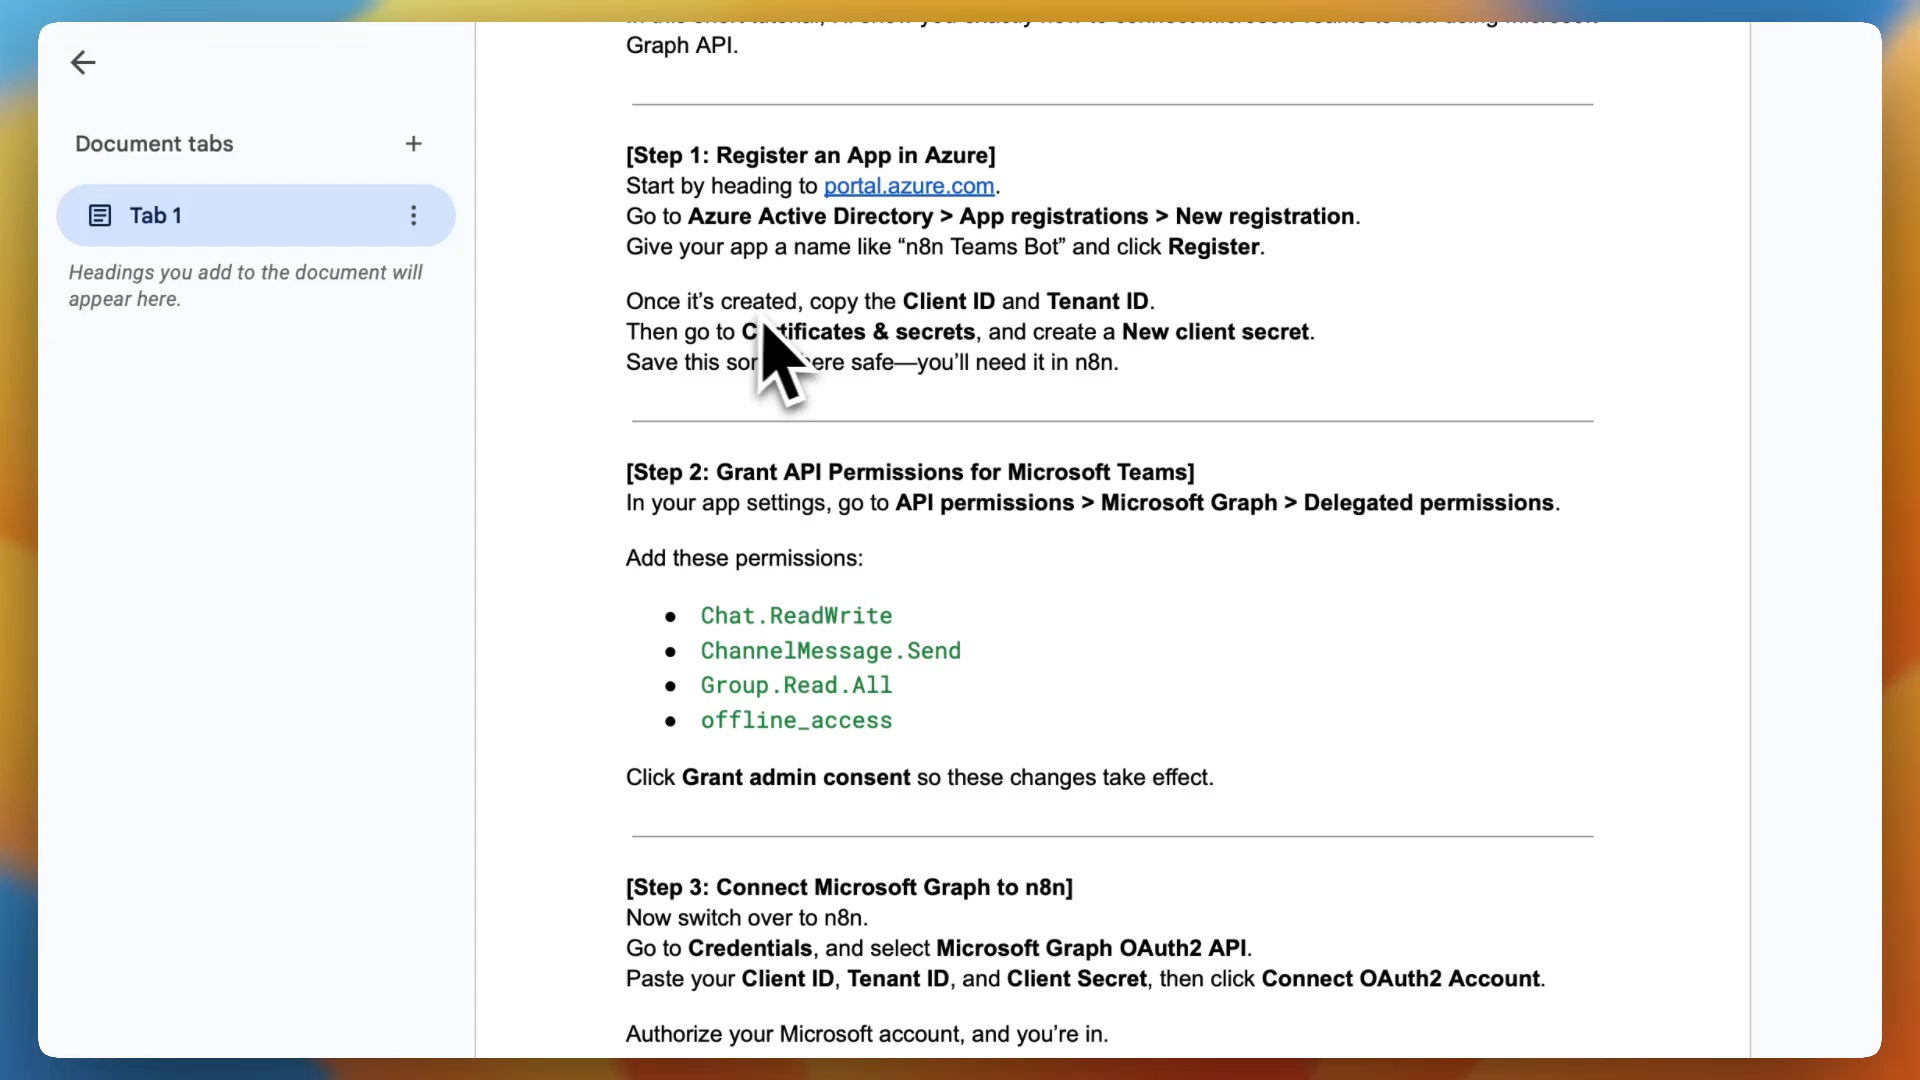 Document tabs
Tab 1
Headings you add to the document will
appear here.
Graph API.
[Step 1: Register an App in Azure]
Start by heading to portal.azure.com.
Go to Azure Active Directory > App registrations > New registration.
Give your app a name like “n8n Teams Bot” and click Register.
Once it’s created, copy the Client ID and Tenant ID.
Then go to Certificates & secrets, and create a New client secret.
Save this somewhere safe—you’ll need it in n8n.
[Step 2: Grant API Permissions for Microsoft Teams]
In your app settings, go to API permissions > Microsoft Graph > Delegated permissions.
Add these permissions:
● Chat.ReadWrite
● ChannelMessage.Send
● Group.Read.All
● offline_access
Click Grant admin consent so these changes take effect.
[Step 3: Connect Microsoft Graph to n8n]
Now switch over to n8n.
Go to Credentials, and select Microsoft Graph OAuth2 API.
Paste your Client ID, Tenant ID, and Client Secret, then click Connect OAuth2 Account.
Authorize your Microsoft account, and you’re in.